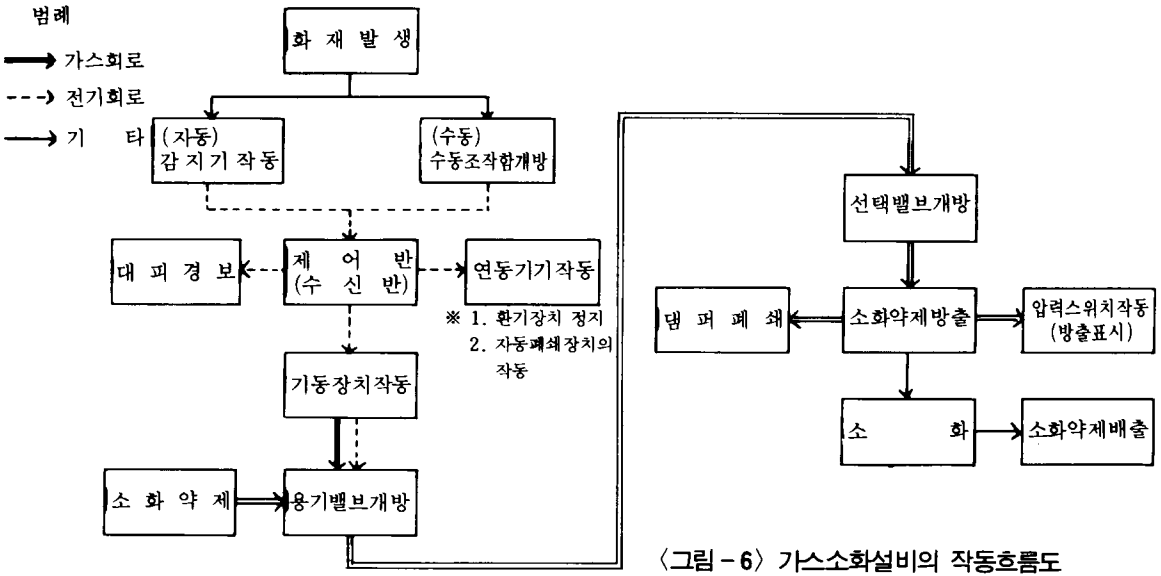 범례
가스회로
전기회로
기 타
화 재 발 생
(자동)
감 지 기 작 동
(수동)
수동조작함개방
대 피 경 보
제 어 반
(수 신 반)
연동기기작동
※ 1. 환기장치 정지
2. 자동폐쇄장치의
작동
기동장치작동
소 화 약 제
용기밸브개방
선택밸브개방
댐 퍼 폐 쇄
소화약제방출
압력스위치작동
(방출표시)
소 화
소화약제배출
〈그림-6〉 가스소화설비의 작동흐름도